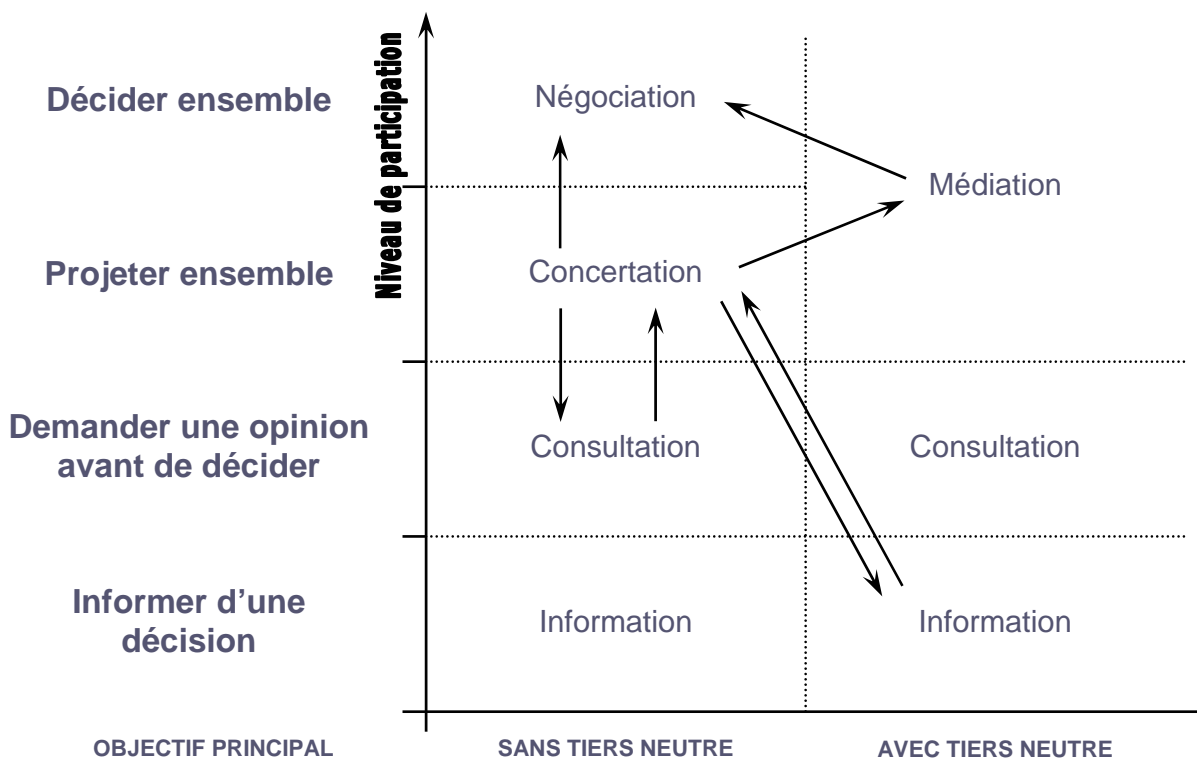 Niveau de participation
Décider ensemble
Négociation
Médiation
Projeter ensemble
Concertation
Demander une opinion
avant de décider
Consultation
Consultation
Informer d’une
décision
Information
Information
OBJECTIF PRINCIPAL
SANS TIERS NEUTRE
AVEC TIERS NEUTRE